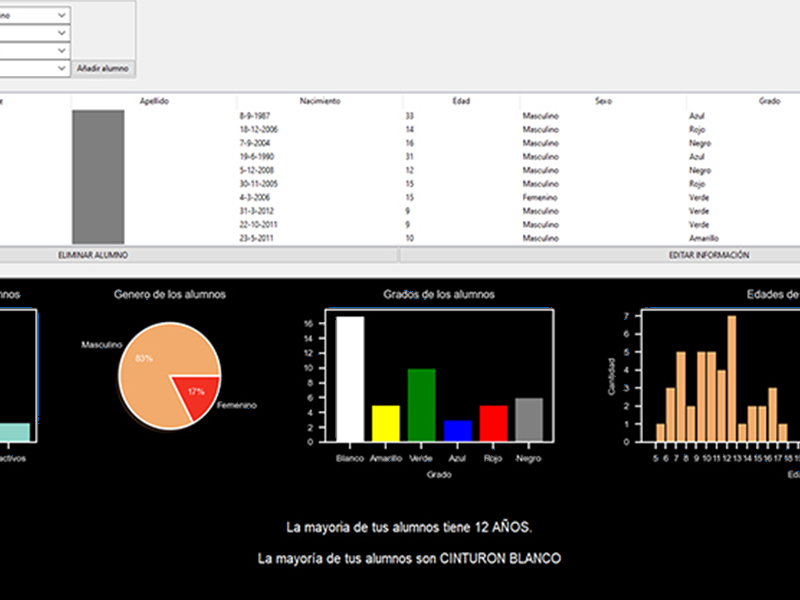 ino
Añadir alumno
e Apellido Nacimiento Edad Sexo Grado
8-9-1987 33 Masculino Azul
18-12-2006 14 Masculino Rojo
7-9-2004 16 Masculino Negro
19-6-1990 31 Masculino Azul
5-12-2008 12 Masculino Negro
30-11-2005 15 Masculino Rojo
4-3-2006 15 Femenino Verde
31-3-2012 9 Masculino Verde
22-10-2011 9 Masculino Verde
23-5-2011 10 Masculino Amarillo
ELIMINAR ALUMNO EDITAR INFORMACIÓN
nnos
activos
Genero de los alumnos
Masculino
83%
17%
Femenino
Grados de los alumnos
16
14
12
10
8
6
4
2
0
Blanco Amarillo Verde Azul Rojo Negro
Grado
Edades de
Cantidad
7
6
5
4
3
2
1
0
5 6 7 8 9 10 11 12 13 14 15 16 17 18 19
Eda
La mayoria de tus alumnos tiene 12 AÑOS.
La mayoría de tus alumnos son CINTURON BLANCO